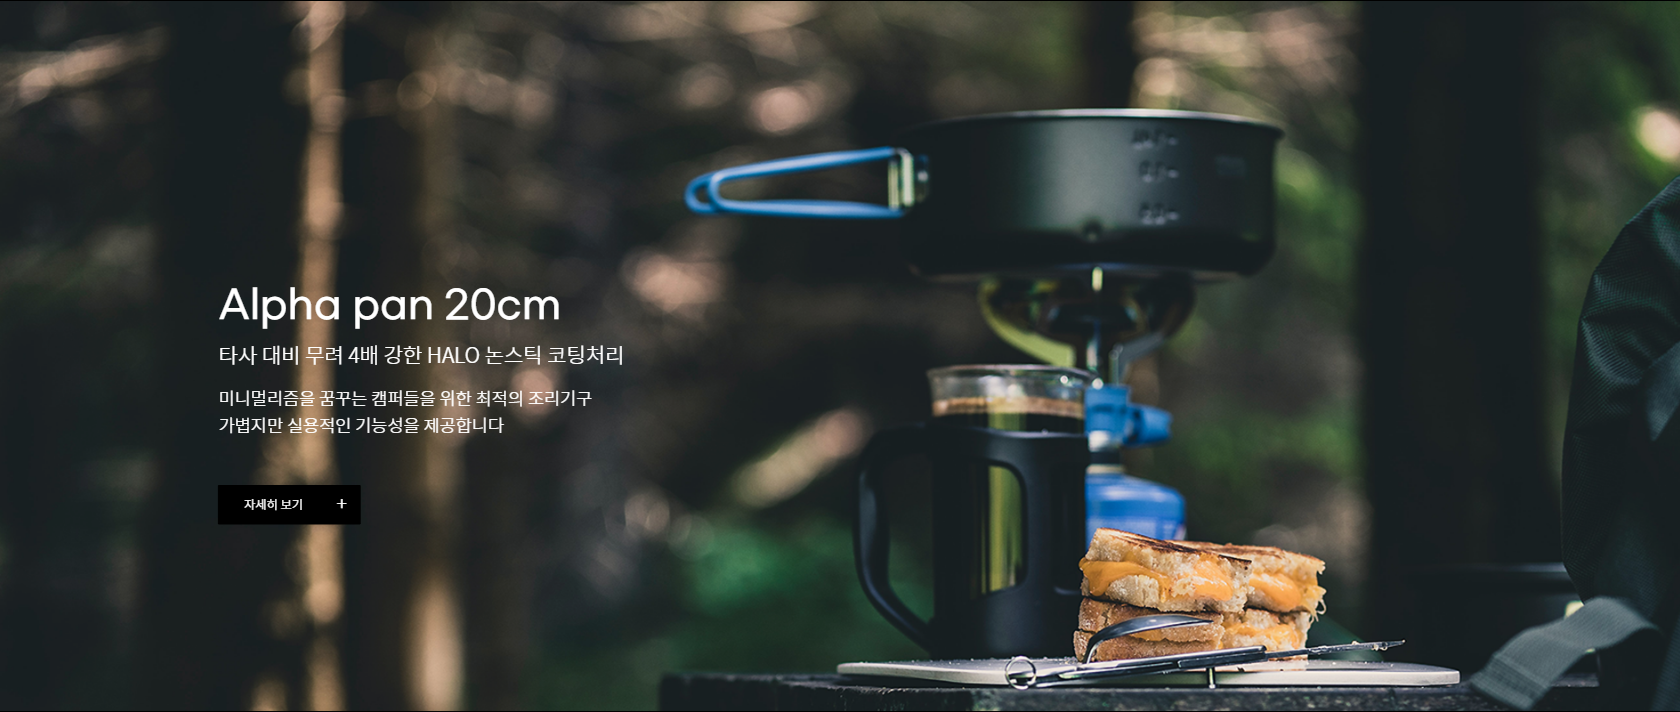 Alpha pan 20cm
타사 대비 무려 4배 강한 HALO 논스틱 코팅처리
미니멀리즘을 꿈꾸는 캠퍼들을 위한 최적의 조리기구
가볍지만 실용적인 기능성을 제공합니다
자세히 보기 +